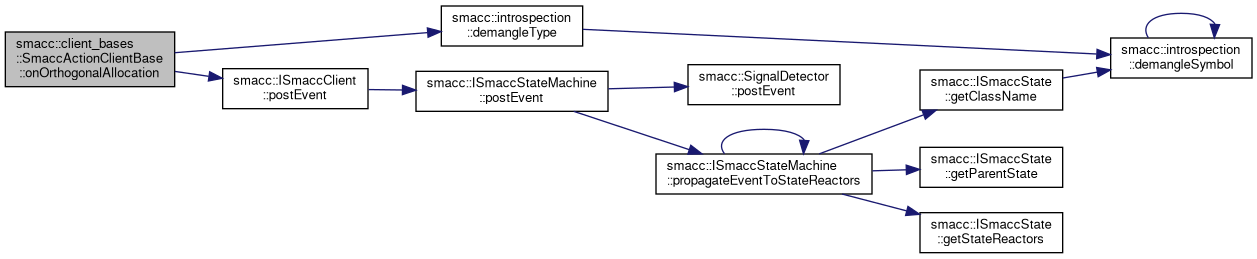 smacc::client_bases
::SmaccActionClientBase
::onOrthogonalAllocation
smacc::introspection
::demangleType
smacc::ISmaccClient
::postEvent
smacc::ISmaccStateMachine
::postEvent
smacc::SignalDetector
::postEvent
smacc::ISmaccStateMachine
::propagateEventToStateReactors
smacc::ISmaccState
::getClassName
smacc::ISmaccState
::getParentState
smacc::ISmaccState
::getStateReactors
smacc::introspection
::demangleSymbol